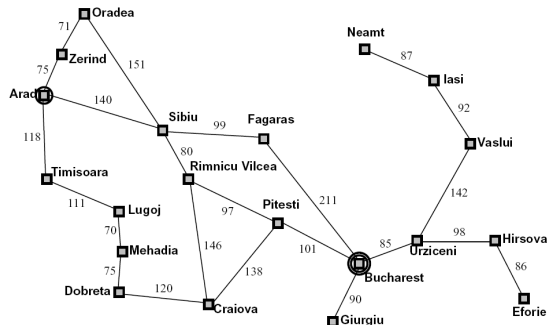 Oradea
71
Neamt
Zerind
87
75
151
Iasi
Arad
140
92
Sibiu
Fagaras
99
118
Vaslui
80
Timisoara
Rimnicu Vilcea
142
111
211
Lugoj
97
Pitesti
70
98
Hirsova
146
85
Mehadia
101
Urziceni
138
86
75
Bucharest
Dobreta
120
90
Craiova
Eforie
Giurgiu